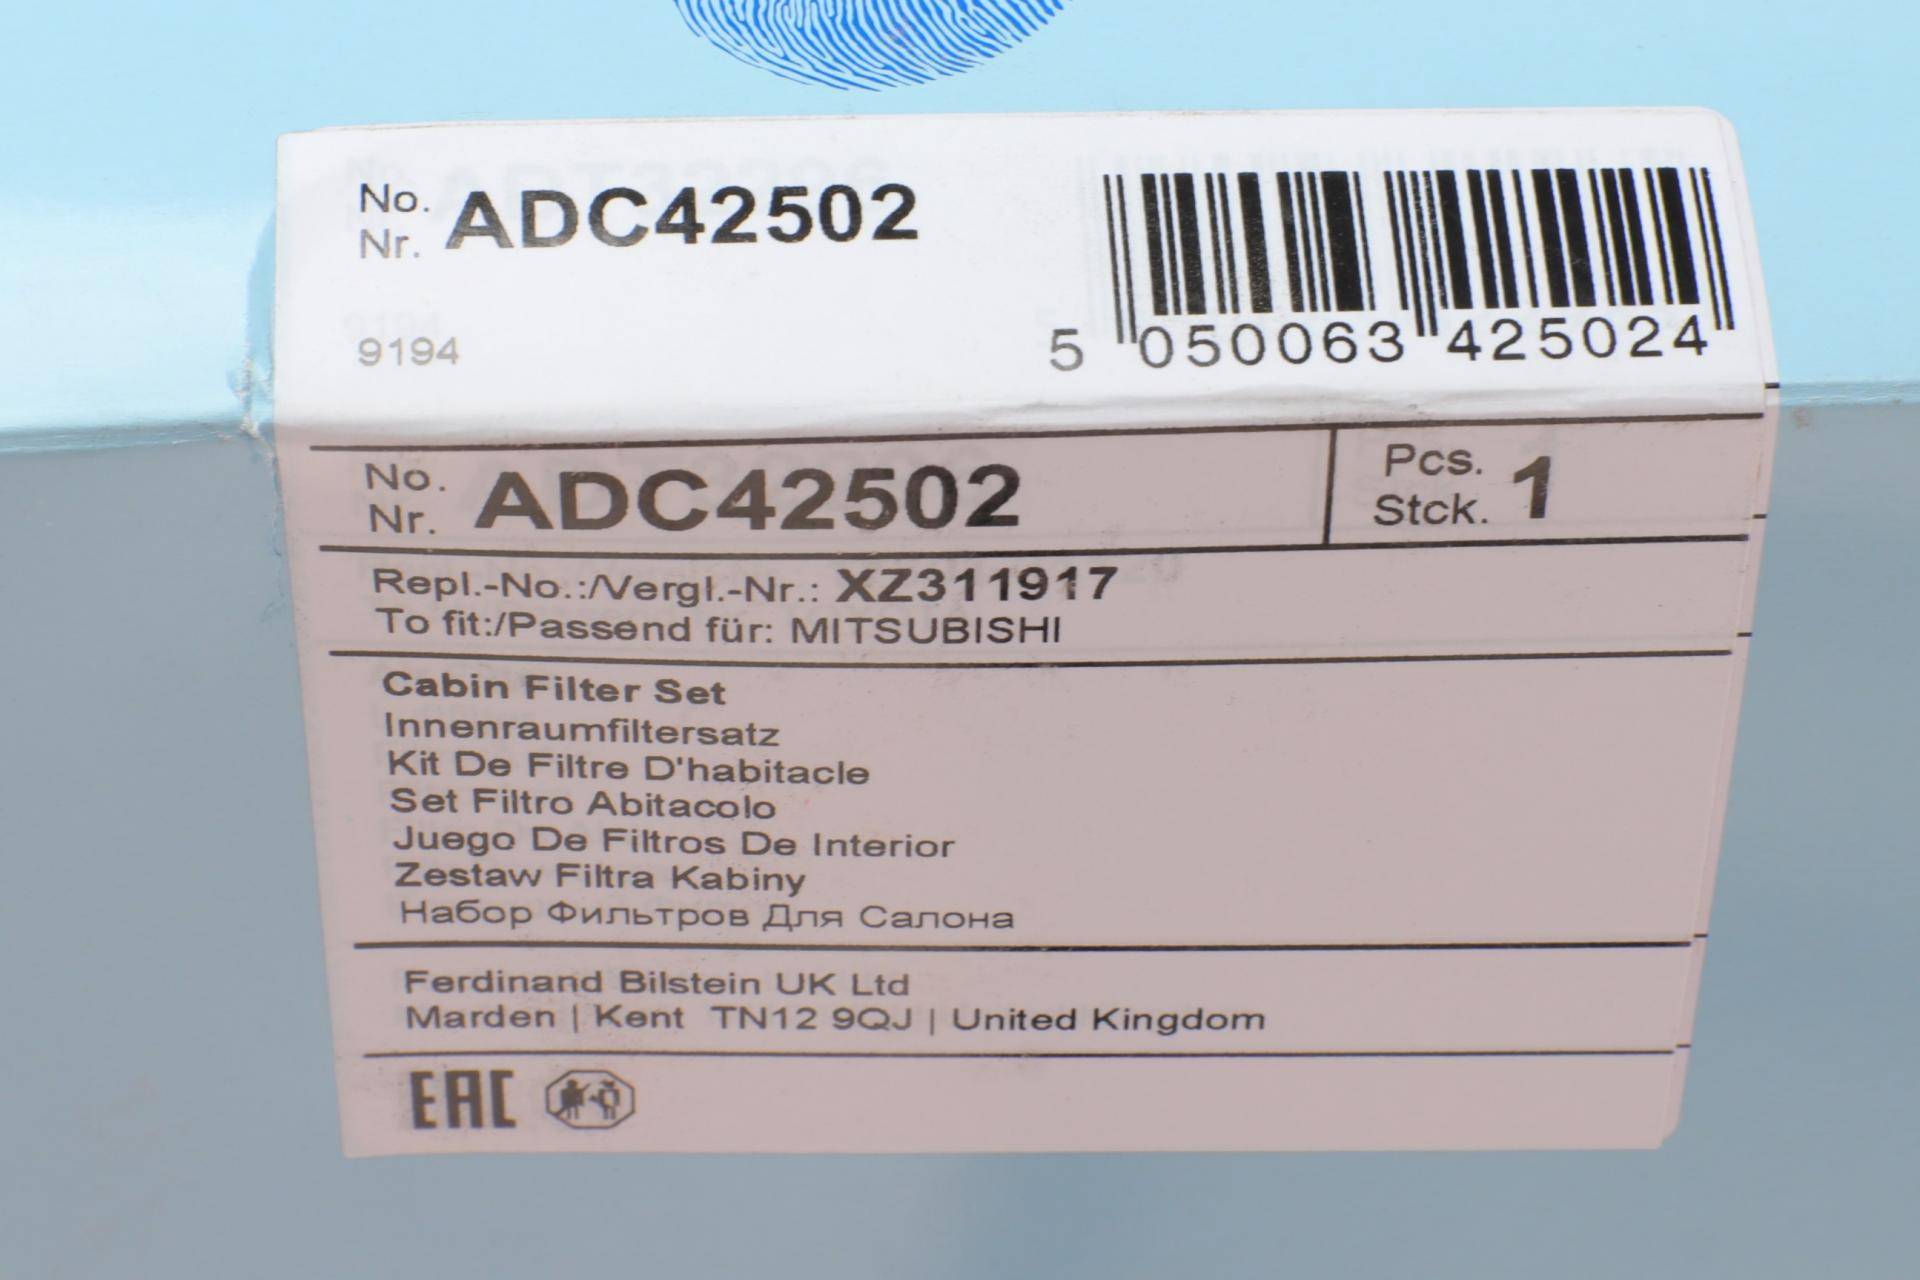 No.
Nr. ADC42502
9194
5 050063 425024
No.
Nr. ADC42502
Pcs.
Stck. 1
Repl.-No.:/Vergl.-Nr.: XZ311917
To fit:/Passend für: MITSUBISHI
Cabin Filter Set
Innenraumfiltersatz
Kit De Filtre D'habitacle
Set Filtro Abitacolo
Juego De Filtros De Interior
Zestaw Filtra Kabiny
Набор Фильтров Для Салона
Ferdinand Bilstein UK Ltd
Marden | Kent TN12 9QJ | United Kingdom
EAC